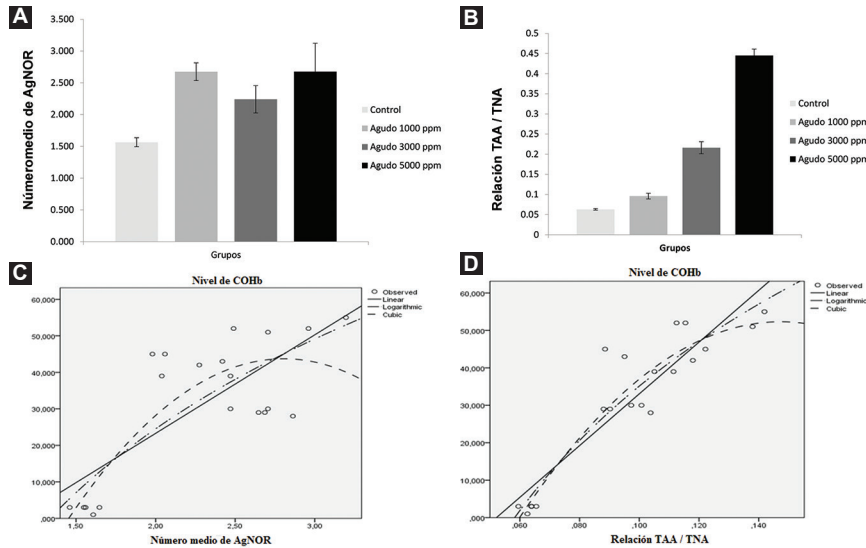 A
Númeromedio de AgNOR
3.500
3.000
2.500
2.000
1.500
1.000
0.500
0.000
Grupos
Control
Agudo 1000 ppm
Agudo 3000 ppm
Agudo 5000 ppm
B
Relación TAA / TNA
0.5
0.45
0.4
0.35
0.3
0.25
0.2
0.15
0.1
0.05
0
Grupos
Control
Agudo 1000 ppm
Agudo 3000 ppm
Agudo 5000 ppm
C
Nivel de COHb
60,000
50,000
40,000
30,000
20,000
10,000
,000
1,50
2,00
2,50
3,00
Número medio de AgNOR
Observed
Linear
Logarithmic
Cubic
D
Nivel de COHb
60,000
50,000
40,000
30,000
20,000
10,000
,000
,060
,080
,100
,120
,140
Relación TAA / TNA
Observed
Linear
Logarithmic
Cubic